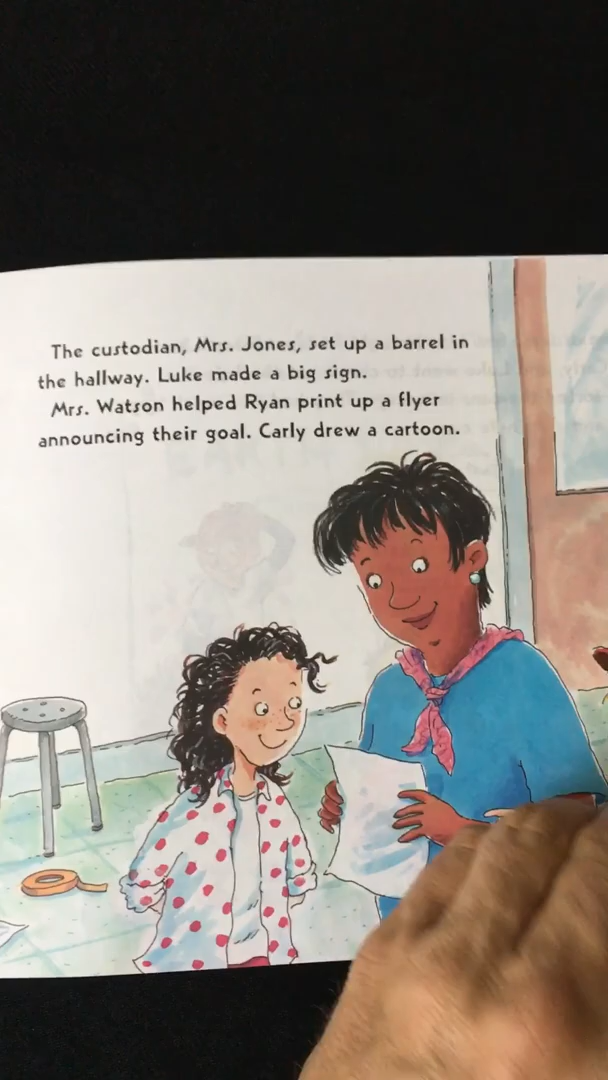 The custodian, Mrs. Jones, set up a barrel in
the hallway. Luke made a big sign.
Mrs. Watson helped Ryan print up a flyer
announcing their goal. Carly drew a cartoon.